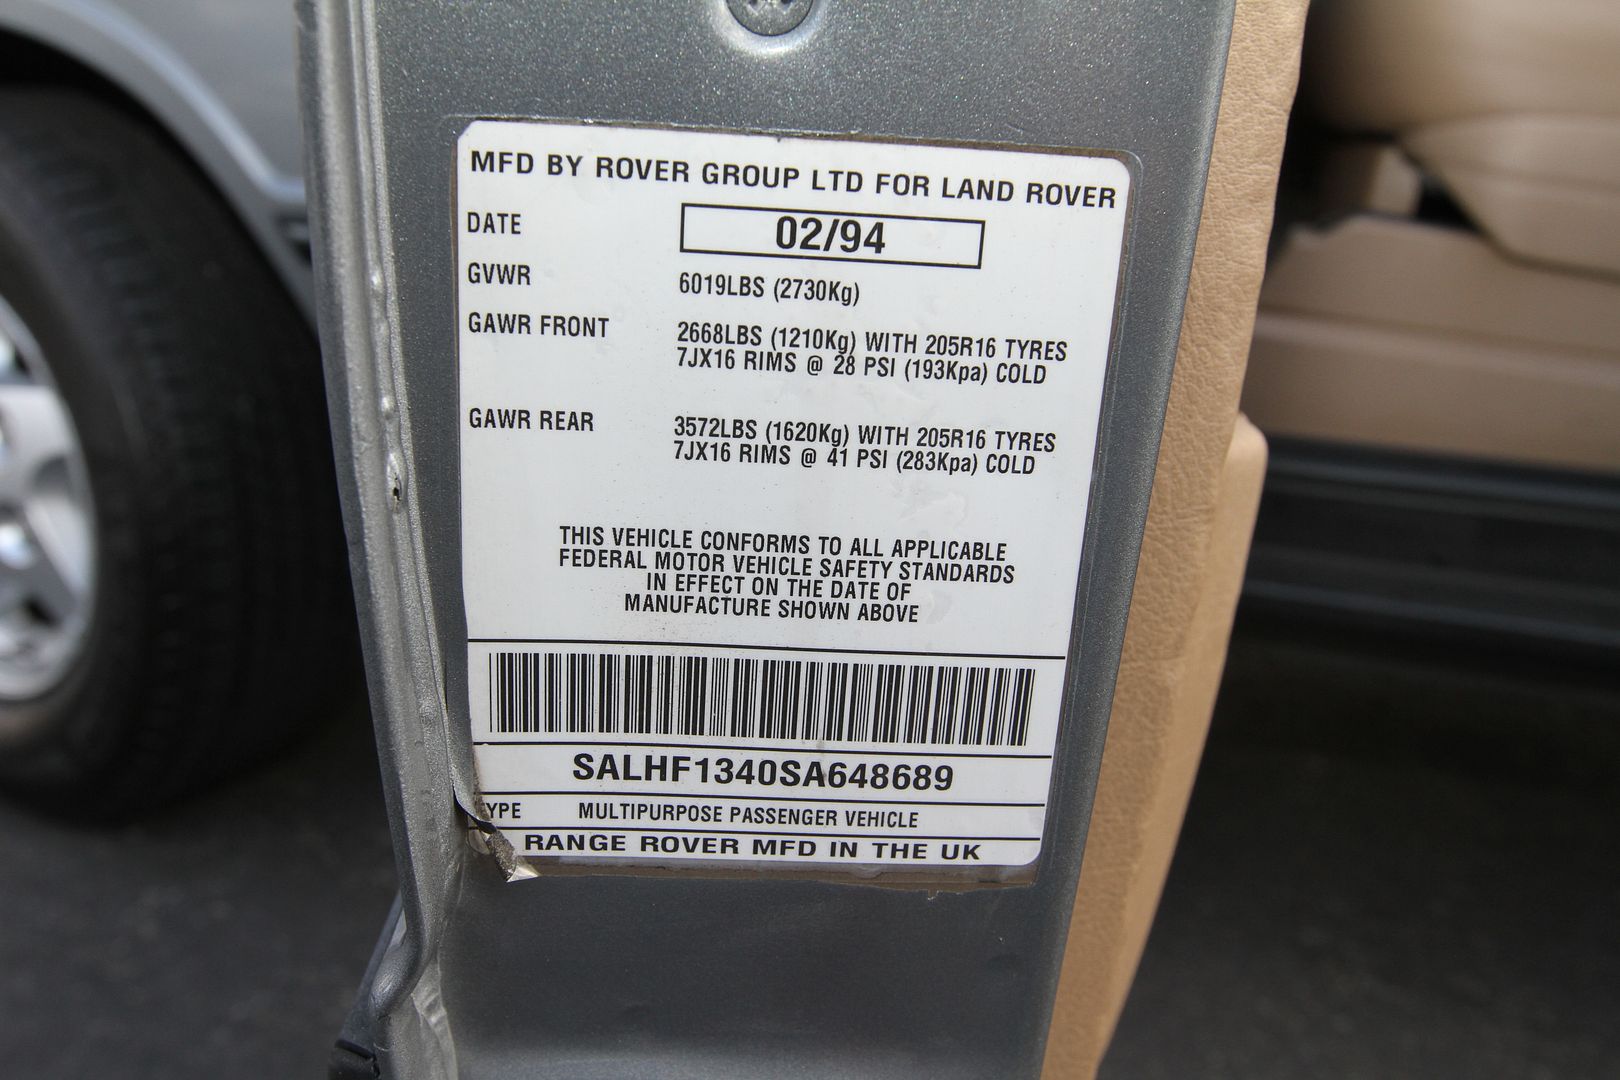 MFD BY ROVER GROUP LTD FOR LAND ROVER
DATE 02/94
GVWR 6019LBS (2730Kg)
GAWR FRONT 2668LBS (1210Kg) WITH 205R16 TYRES
7JX16 RIMS @ 28 PSI (193Kpa) COLD
GAWR REAR 3572LBS (1620Kg) WITH 205R16 TYRES
7JX16 RIMS @ 41 PSI (283Kpa) COLD
THIS VEHICLE CONFORMS TO ALL APPLICABLE
FEDERAL MOTOR VEHICLE SAFETY STANDARDS
IN EFFECT ON THE DATE OF
MANUFACTURE SHOWN ABOVE
SALHF1340SA648689
TYPE MULTIPURPOSE PASSENGER VEHICLE
RANGE ROVER MFD IN THE UK